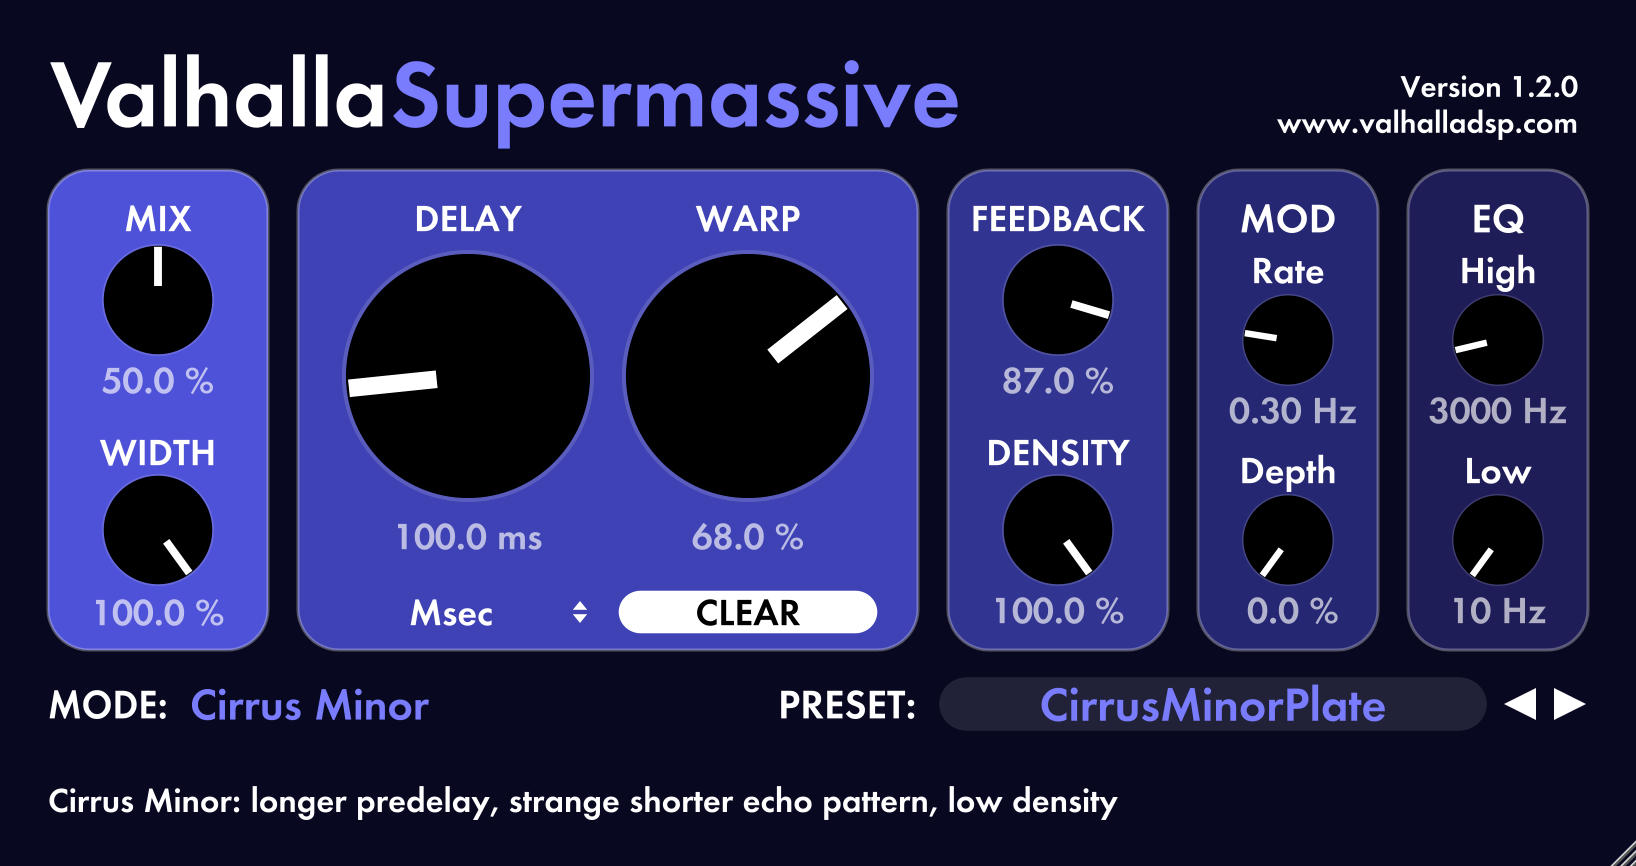 ValhallaSupermassive
Version 1.2.0
www.valhalladsp.com
MIX
50.0 %
WIDTH
100.0 %
DELAY
100.0 ms
Msec
WARP
68.0 %
CLEAR
FEEDBACK
87.0 %
DENSITY
100.0 %
MOD
Rate
0.30 Hz
Depth
0.0 %
EQ
High
3000 Hz
Low
10 Hz
MODE: Cirrus Minor
PRESET: CirrusMinorPlate
Cirrus Minor: longer predelay, strange shorter echo pattern, low density